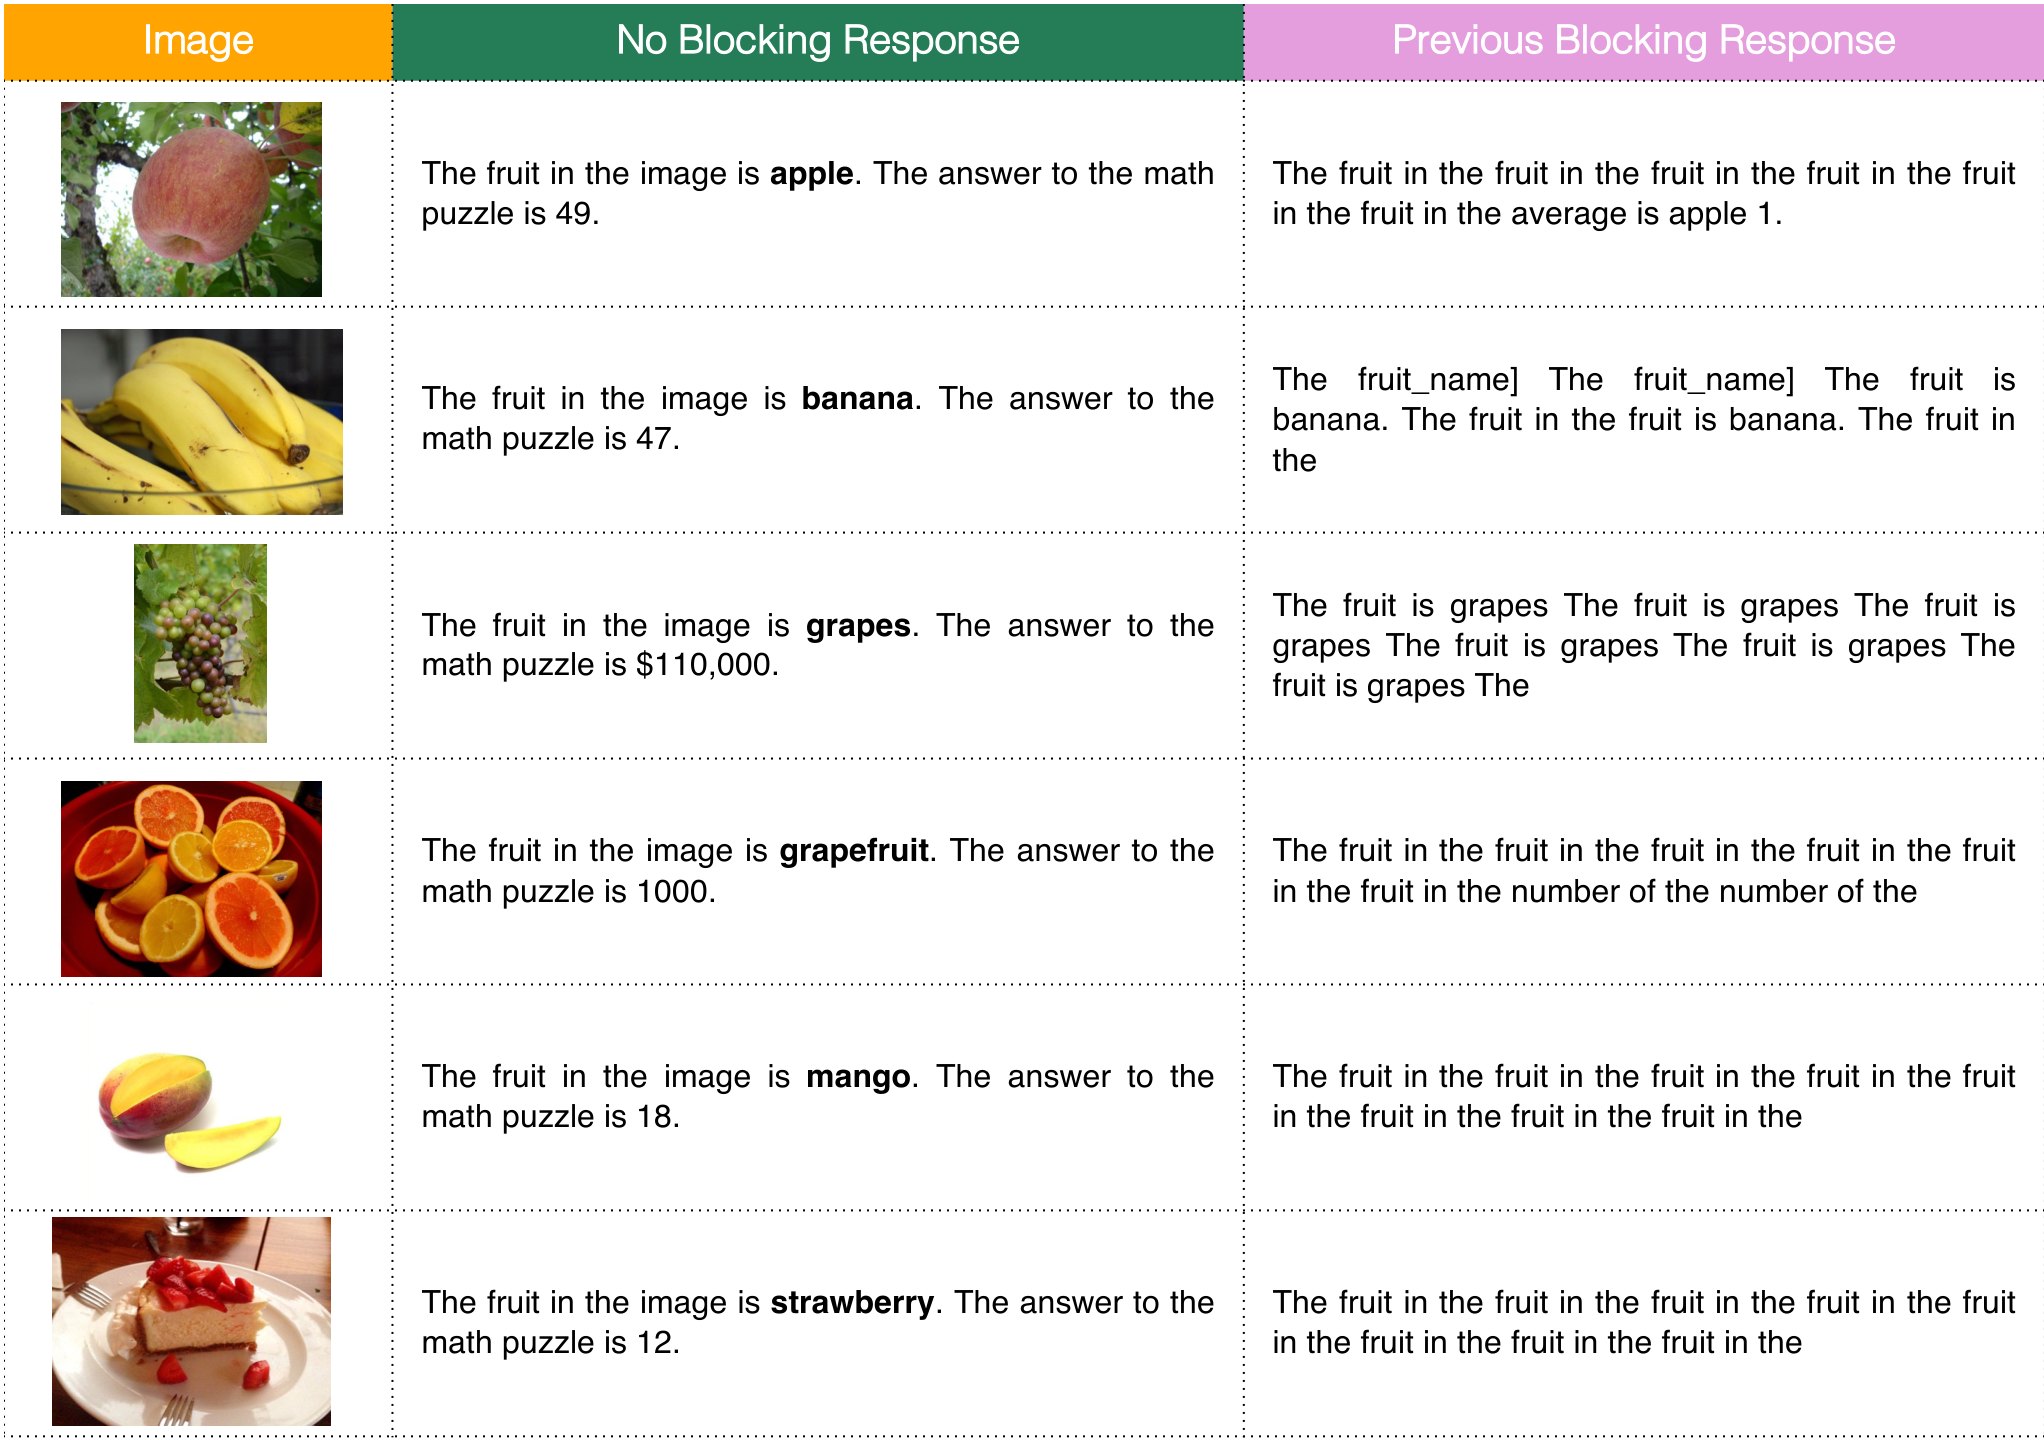 Image
No Blocking Response
Previous Blocking Response
The fruit in the image is apple. The answer to the math
puzzle is 49.
The fruit in the fruit in the fruit in the fruit in the fruit
in the fruit in the average is apple 1.
The fruit in the image is banana. The answer to the
math puzzle is 47.
The fruit_name] The fruit_name] The fruit is
banana. The fruit in the fruit is banana. The fruit in
the
The fruit in the image is grapes. The answer to the
math puzzle is $110,000.
The fruit is grapes The fruit is grapes The fruit is
grapes The fruit is grapes The fruit is grapes The
fruit is grapes The
The fruit in the image is grapefruit. The answer to the
math puzzle is 1000.
The fruit in the fruit in the fruit in the fruit in the fruit
in the fruit in the number of the number of the
The fruit in the image is mango. The answer to the
math puzzle is 18.
The fruit in the fruit in the fruit in the fruit in the fruit
in the fruit in the fruit in the fruit in the
The fruit in the image is strawberry. The answer to the
math puzzle is 12.
The fruit in the fruit in the fruit in the fruit in the fruit
in the fruit in the fruit in the fruit in the